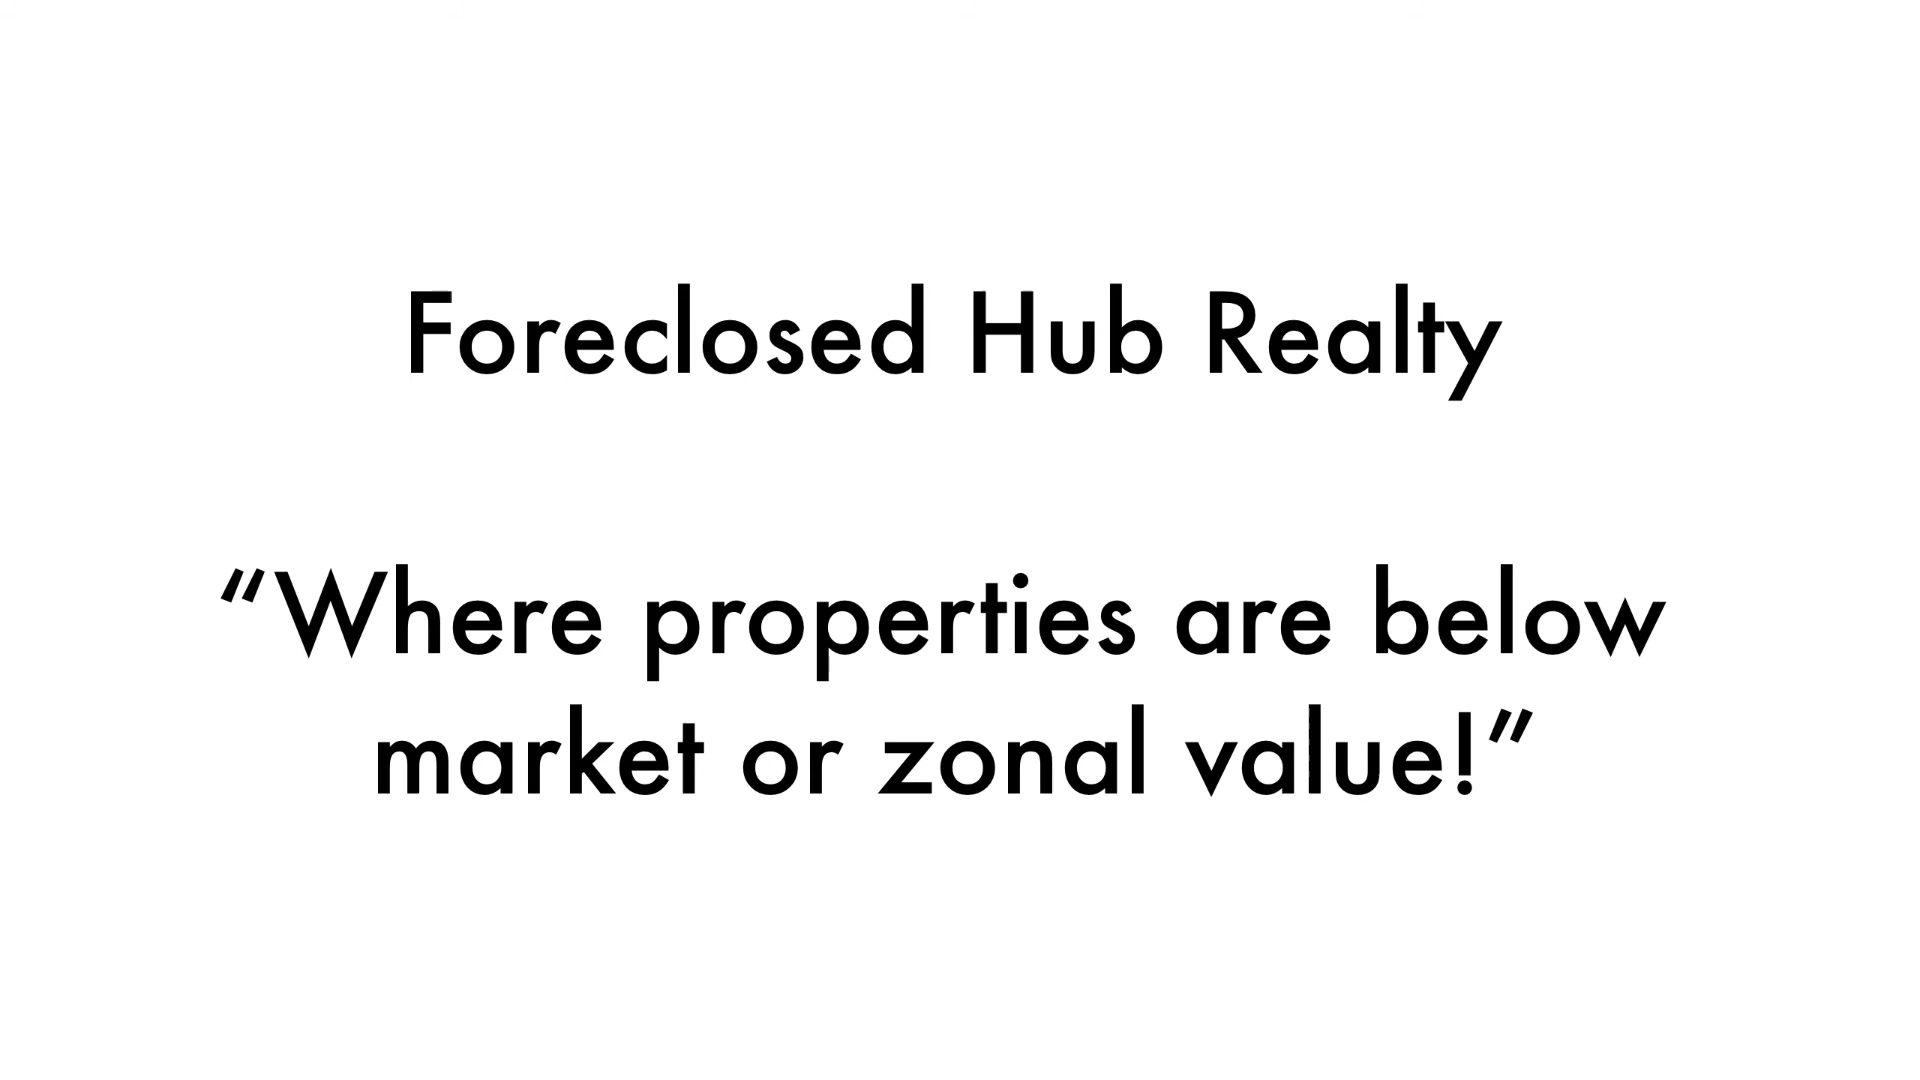 Foreclosed Hub Realty
“Where properties are below
market or zonal value!”